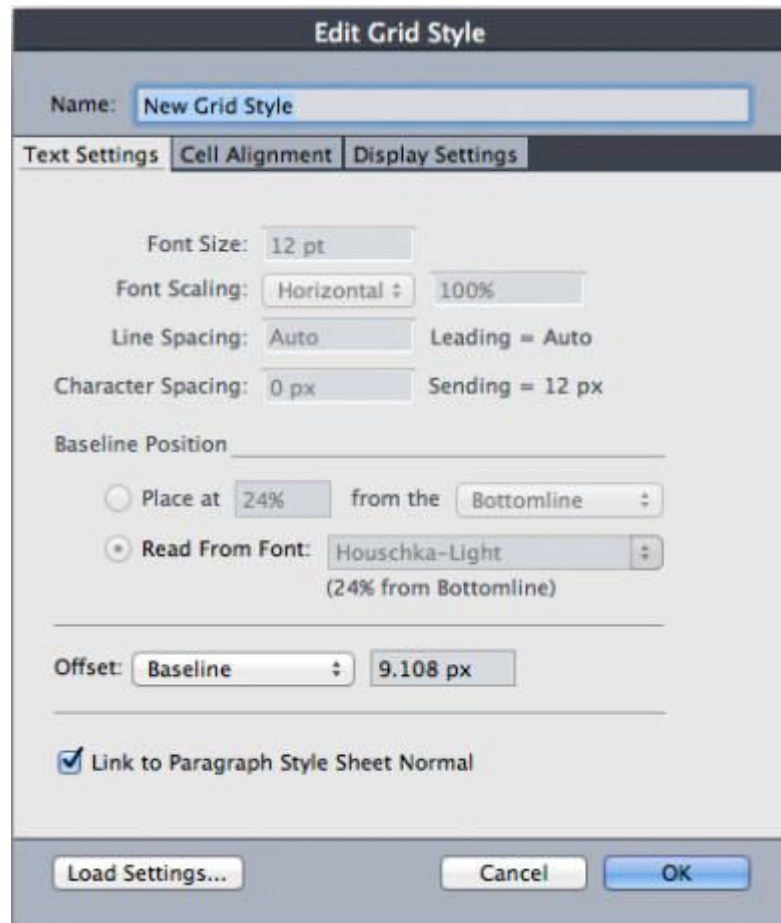 Edit Grid Style
Name: New Grid Style
Text Settings Cell Alignment Display Settings
Font Size: 12 pt
Font Scaling: Horizontal 100%
Line Spacing: Auto Leading = Auto
Character Spacing: 0 px Sending = 12 px
Baseline Position
Place at 24% from the Bottomline
Read From Font: Houschka-Light
(24% from Bottomline)
Offset: Baseline 9.108 px
Link to Paragraph Style Sheet Normal
Load Settings... Cancel OK